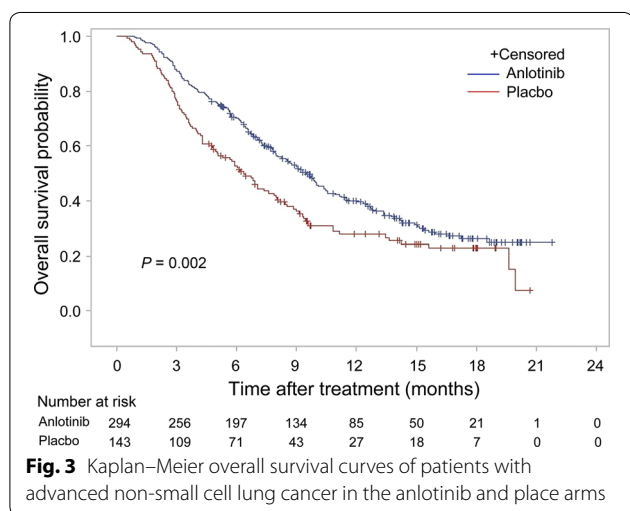 1.0
+Censored
Anlotinib
Placbo
0.8
0.6
0.4
0.2
0.0
Overall survival probability
P = 0.002
0 3 6 9 12 15 18 21 24
Time after treatment (months)
Number at risk
Anlotinib 294 256 197 134 85 50 21 1 0
Placbo 143 109 71 43 27 18 7 0 0
Fig. 3 Kaplan–Meier overall survival curves of patients with
advanced non-small cell lung cancer in the anlotinib and place arms